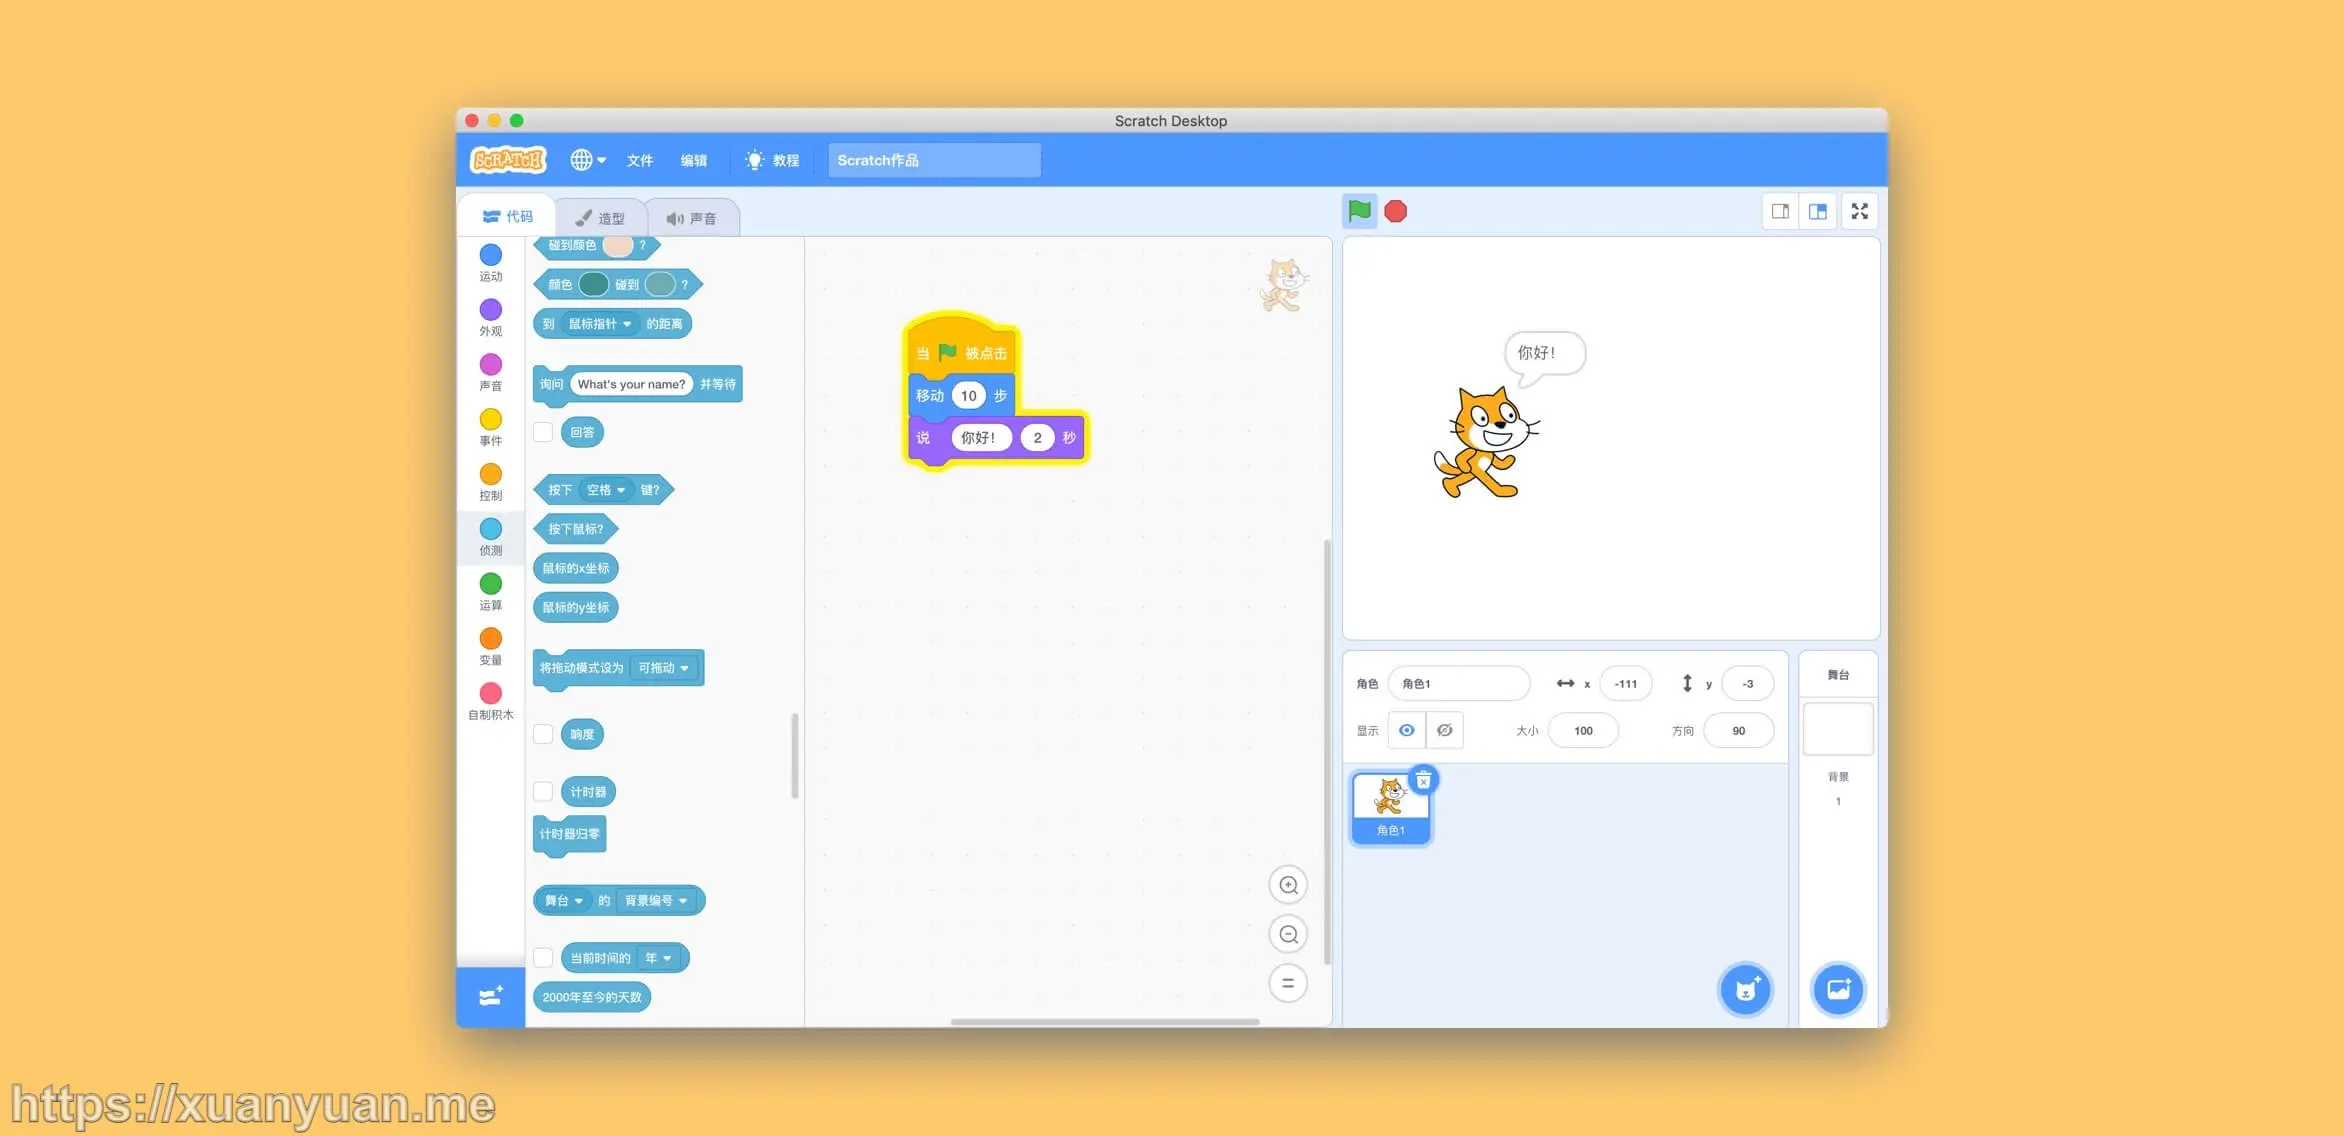 Scratch Desktop
SCRATCH 文件 编辑 教程 Scratch作品
代码 造型 声音
运动
外观
声音
事件
控制
侦测
运算
变量
自制积木
碰到颜色 ?
颜色 碰到 ?
到 鼠标指针 的距离
询问 What's your name? 并等待
回答
按下 空格 键?
按下鼠标?
鼠标的x坐标
鼠标的y坐标
将拖动模式设为 可拖动
响度
计时器
计时器归零
舞台 的 背景编号
当前时间的 年
2000年至今的天数
当 被点击
移动 10 步
说 你好! 2 秒
你好!
角色 角色1 x -111 y -3
显示 大小 100 方向 90
角色1
舞台
背景
1
https://xuanyuan.me